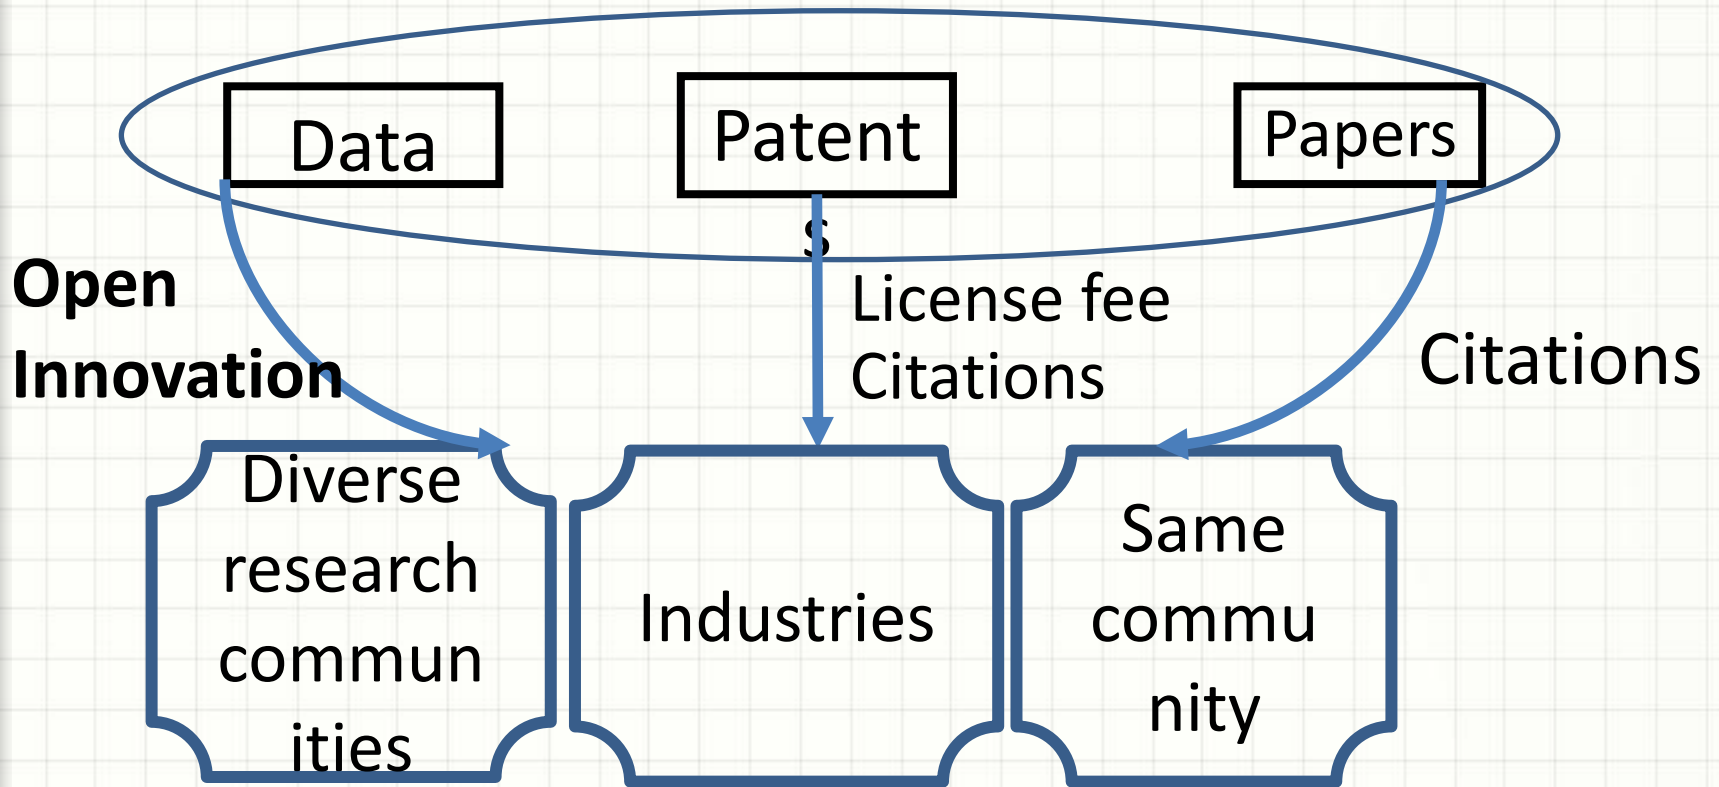 Data
Patent
s
Papers
Open
Innovation
License fee
Citations
Citations
Diverse
research
commun
ities
Industries
Same
commu
nity